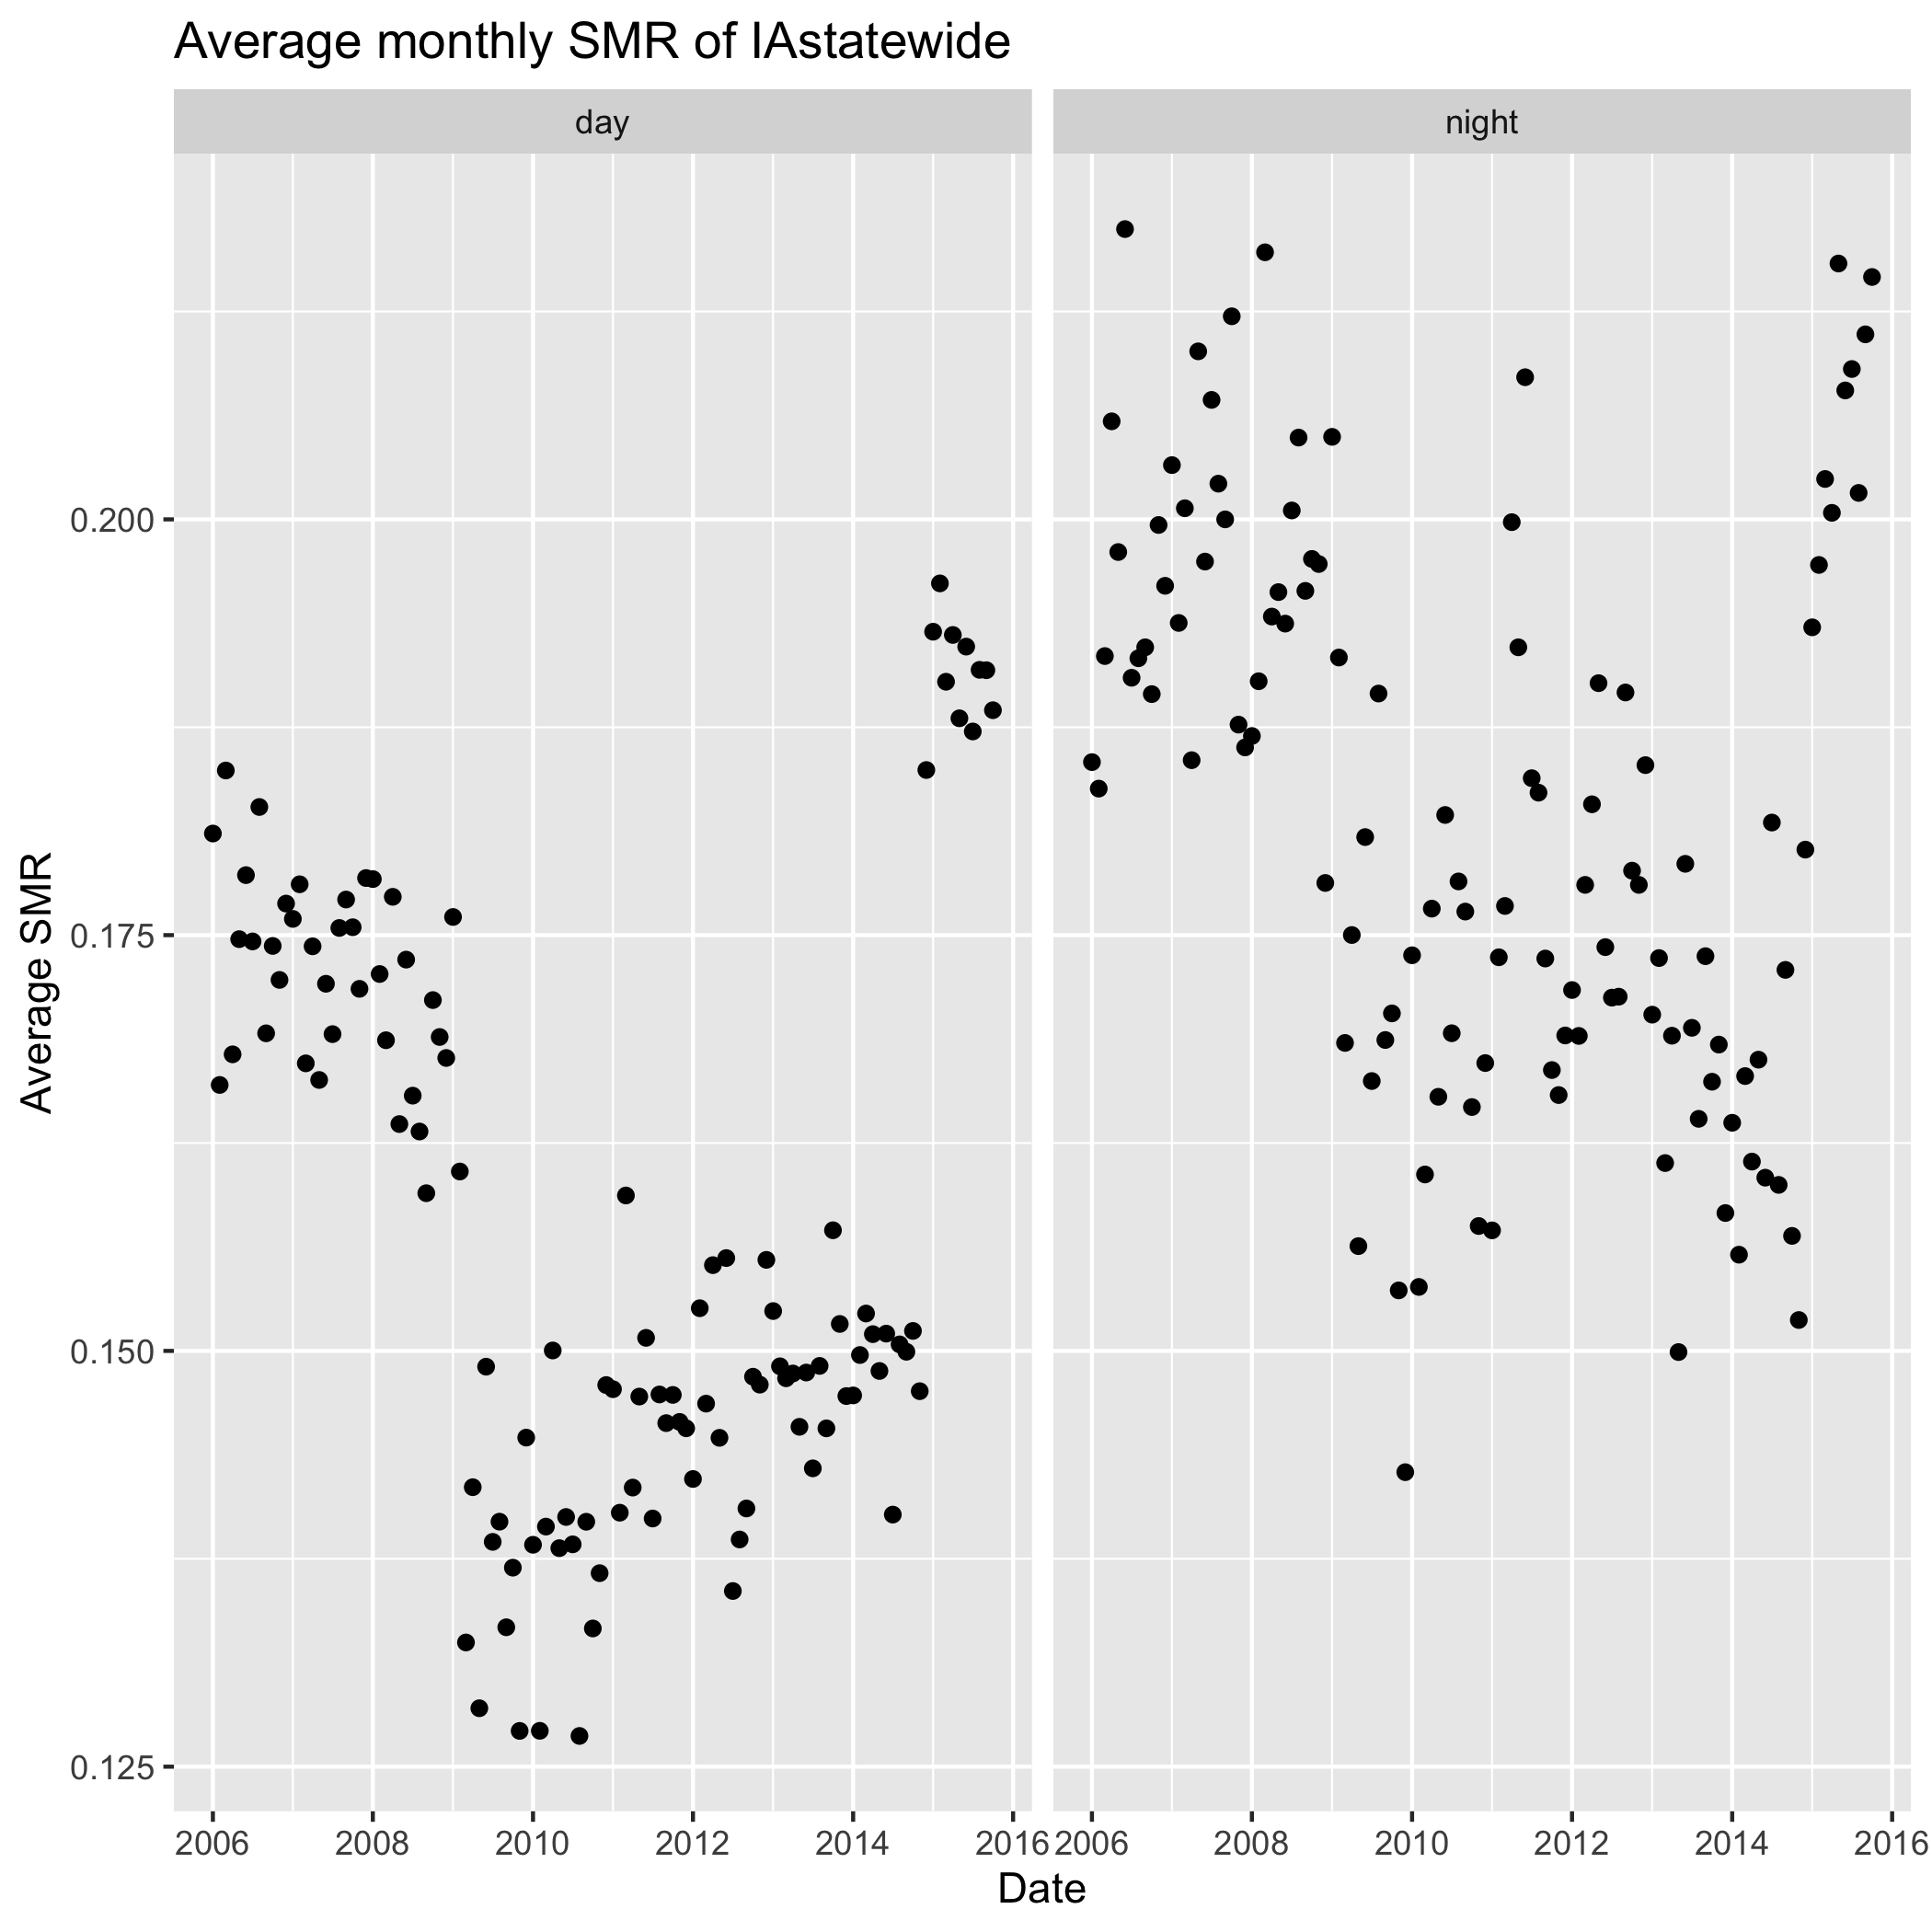 Average monthly SMR of IAstatewide
day night
0.200
0.175
0.150
0.125
Average SMR
2006 2008 2010 2012 2014 2016 2006 2008 2010 2012 2014 2016
Date